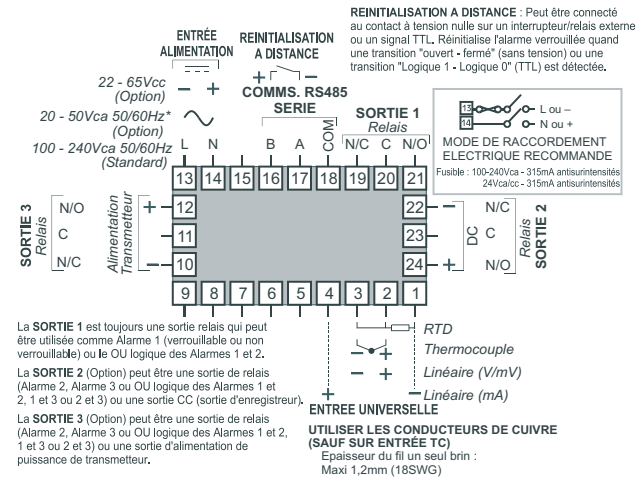 REINITIALISATION A DISTANCE : Peut être connecté
au contact à tension nulle sur un interrupteur/relais externe
ou un signal TTL. Réinitialise l'alarme verrouillée quand
une transition "ouvert - fermé" (sans tension) ou une
transition "Logique 1 - Logique 0" (TTL) est détectée.
ENTRÉE
ALIMENTATION
REINITIALISATION
A DISTANCE
22 - 65Vcc
(Option)
− +
+ −
COMMS. RS485
SERIE
20 - 50Vca 50/60Hz*
(Option)
100 - 240Vca 50/60Hz
(Standard)
L N
B A COM
SORTIE 1
Relais
N/C C N/O
13 L ou –
14 N ou +
MODE DE RACCORDEMENT
ELECTRIQUE RECOMMANDE
Fusible : 100-240Vca - 315mA antisurintensités
24Vca/cc - 315mA antisurintensités
13 14 15 16 17 18 19 20 21
SORTIE 3
Relais
N/O
C
N/C
Alimentation
Transmetteur
+ 12
11
− 10
22 −
23
24 +
DC
N/C
C
N/O
Relais
SORTIE 2
9 8 7 6 5 4 3 2 1
RTD
− + Thermocouple
− + Linéaire (V/mV)
+ − Linéaire (mA)
ENTREE UNIVERSELLE
La SORTIE 1 est toujours une sortie relais qui peut
être utilisée comme Alarme 1 (verrouillable ou non
verrouillable) ou le OU logique des Alarmes 1 et 2.
La SORTIE 2 (Option) peut être une sortie de relais
(Alarme 2, Alarme 3 ou OU logique des Alarmes 1 et
2, 1 et 3 ou 2 et 3) ou une sortie CC (sortie d'enregistreur).
La SORTIE 3 (Option) peut être une sortie de relais
(Alarme 2, Alarme 3 ou OU logique des Alarmes 1 et 2,
1 et 3 ou 2 et 3) ou une sortie d'alimentation de
puissance de transmetteur.
UTILISER LES CONDUCTEURS DE CUIVRE
(SAUF SUR ENTRÉE TC)
Epaisseur du fil un seul brin :
Maxi 1,2mm (18SWG)